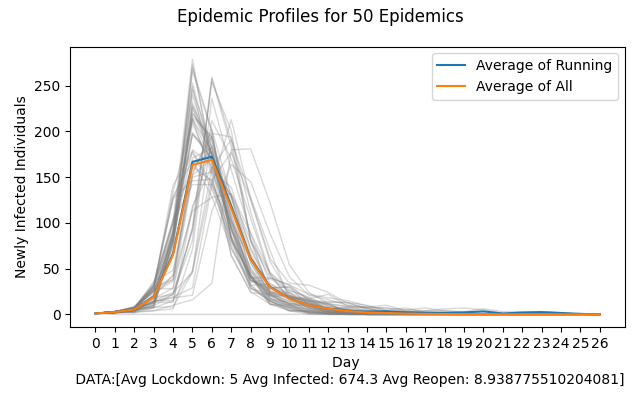 Epidemic Profiles for 50 Epidemics
Average of Running
Average of All
Newly Infected Individuals
250
200
150
100
50
0
0 1 2 3 4 5 6 7 8 9 10 11 12 13 14 15 16 17 18 19 20 21 22 23 24 25 26
Day
DATA:[Avg Lockdown: 5 Avg Infected: 674.3 Avg Reopen: 8.938775510204081]